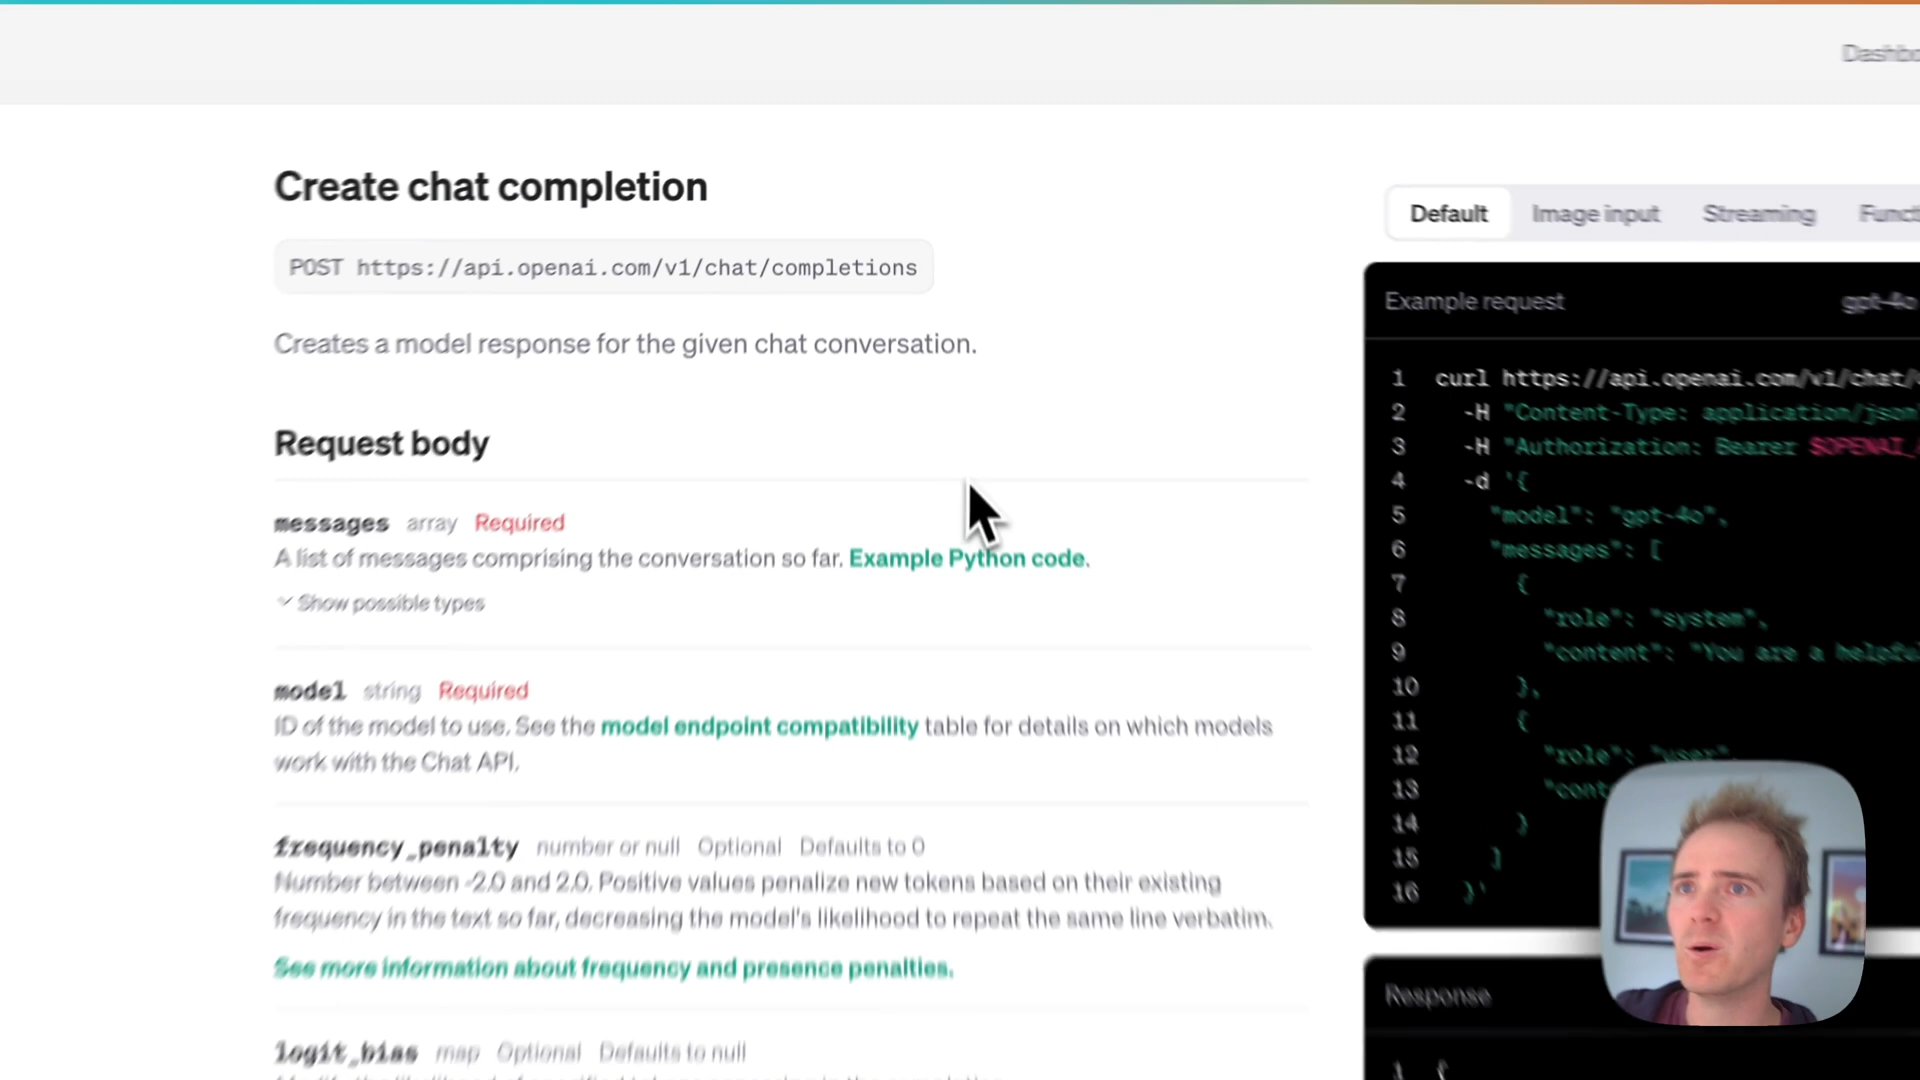 Create chat completion
POST https://api.openai.com/v1/chat/completions
Creates a model response for the given chat conversation.
Request body
messages array Required
A list of messages comprising the conversation so far. Example Python code.
Show possible types
model string Required
ID of the model to use. See the model endpoint compatibility table for details on which models
work with the Chat API.
frequency_penalty number or null Optional Defaults to 0
Number between -2.0 and 2.0. Positive values penalize new tokens based on their existing
frequency in the text so far, decreasing the model's likelihood to repeat the same line verbatim.
See more information about frequency and presence penalties.
logit_bias map Optional Defaults to null
Dashbo
Default Image input Streaming Funct
Example request gpt-4o
1 curl https://api.openai.com/v1/chat/
2 -H "Content-Type: application/json
3 -H "Authorization: Bearer $OPENAI_
4 -d '{
5 "model": "gpt-4o",
6 "messages": [
7 {
8 "role": "system",
9 "content": "You are a helpful
10 },
11 {
12 "role": "user",
13 "cont
14 }
15 ]
16 }'
Response
1 {